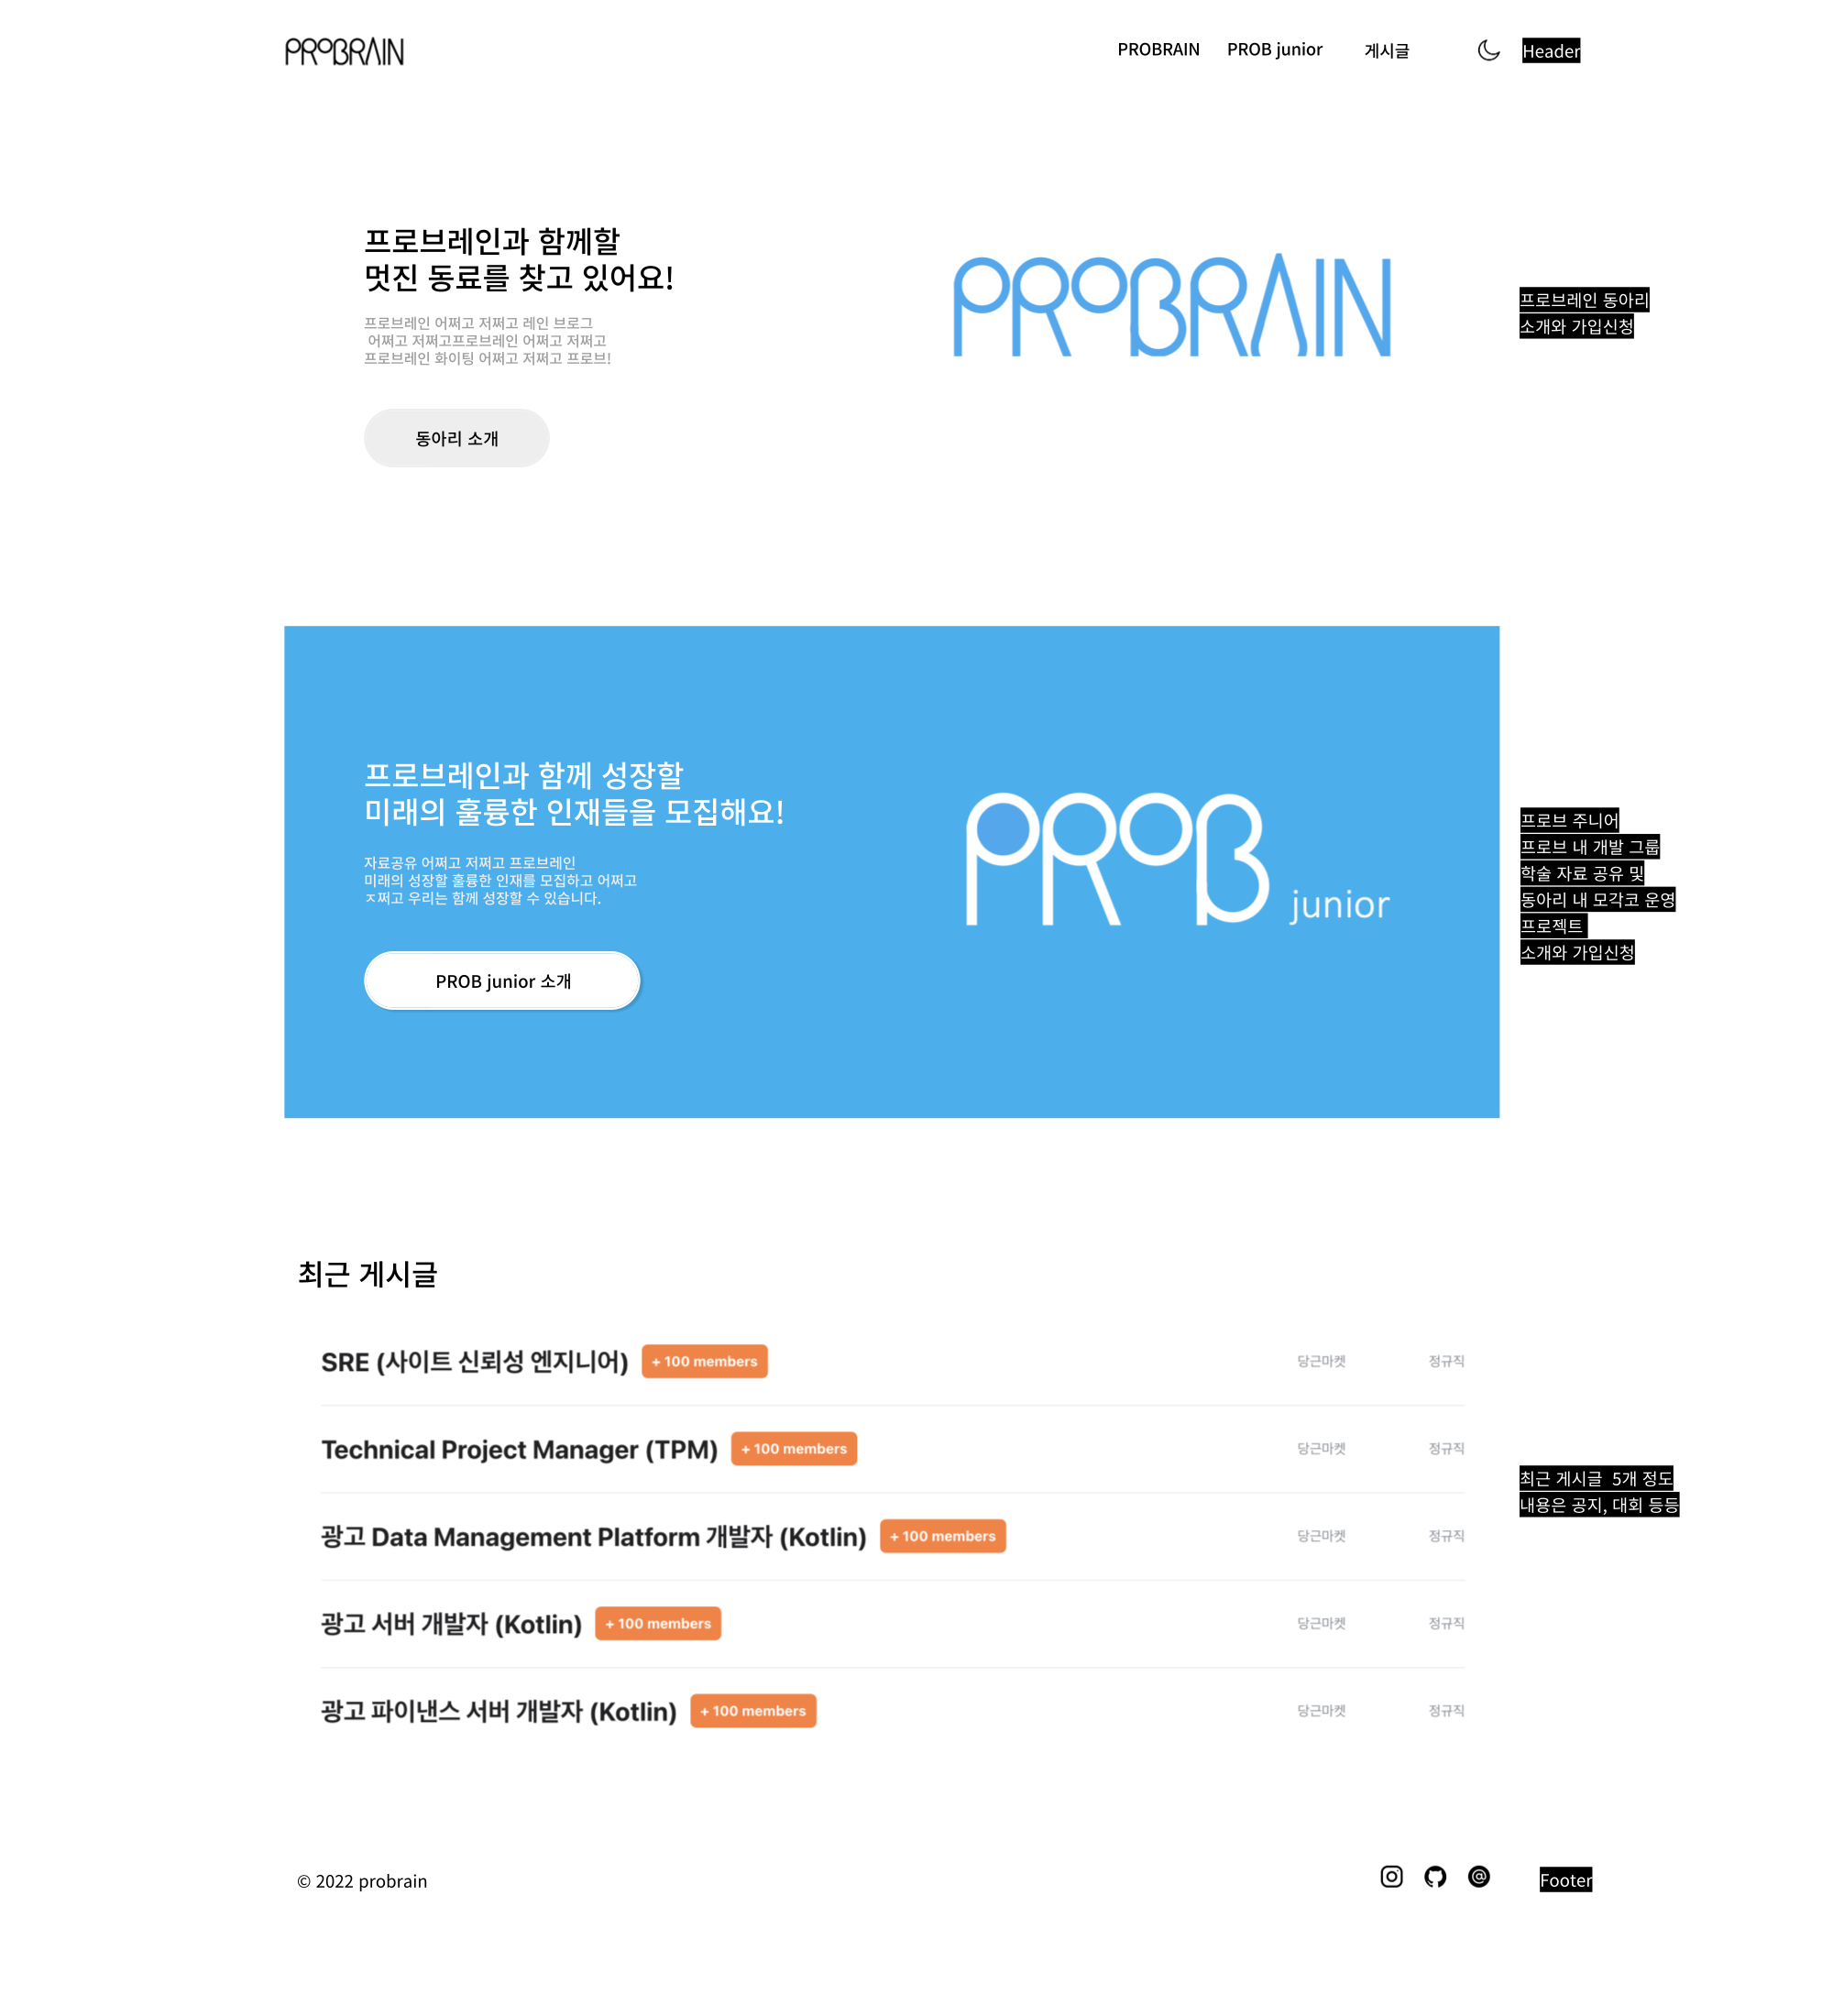 PROBRAIN
PROBRAIN PROB junior 게시글
Header
프로브레인과 함께할
멋진 동료를 찾고 있어요!
프로브레인 어쩌고 저쩌고 레인 브로그
어쩌고 저쩌고프로브레인 어쩌고 저쩌고
프로브레인 화이팅 어쩌고 저쩌고 프로브!
동아리 소개
PROBRAIN
프로브레인 동아리
소개와 가입신청
프로브레인과 함께 성장할
미래의 훌륭한 인재들을 모집해요!
자료공유 어쩌고 저쩌고 프로브레인
미래의 성장할 훌륭한 인재를 모집하고 어쩌고
ㅈ쩌고 우리는 함께 성장할 수 있습니다.
PROB junior 소개
PROB junior
프로브 주니어
프로브 내 개발 그룹
학술 자료 공유 및
동아리 내 모각코 운영
프로젝트
소개와 가입신청
최근 게시글
SRE (사이트 신뢰성 엔지니어) + 100 members 당근마켓 정규직
Technical Project Manager (TPM) + 100 members 당근마켓 정규직
광고 Data Management Platform 개발자 (Kotlin) + 100 members 당근마켓 정규직
광고 서버 개발자 (Kotlin) + 100 members 당근마켓 정규직
광고 파이낸스 서버 개발자 (Kotlin) + 100 members 당근마켓 정규직
최근 게시글 5개 정도
내용은 공지, 대회 등등
© 2022 probrain
Footer